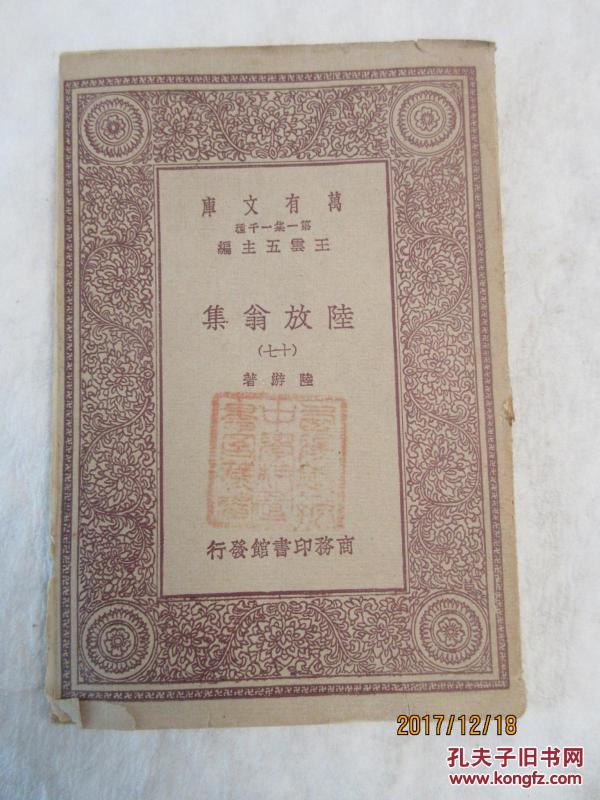 萬有文庫
第一集一千種
王雲五主編
陸放翁集
(十七)
陸游著
商務印書館發行
2017/12/18
孔夫子旧书网
www.kongfz.com